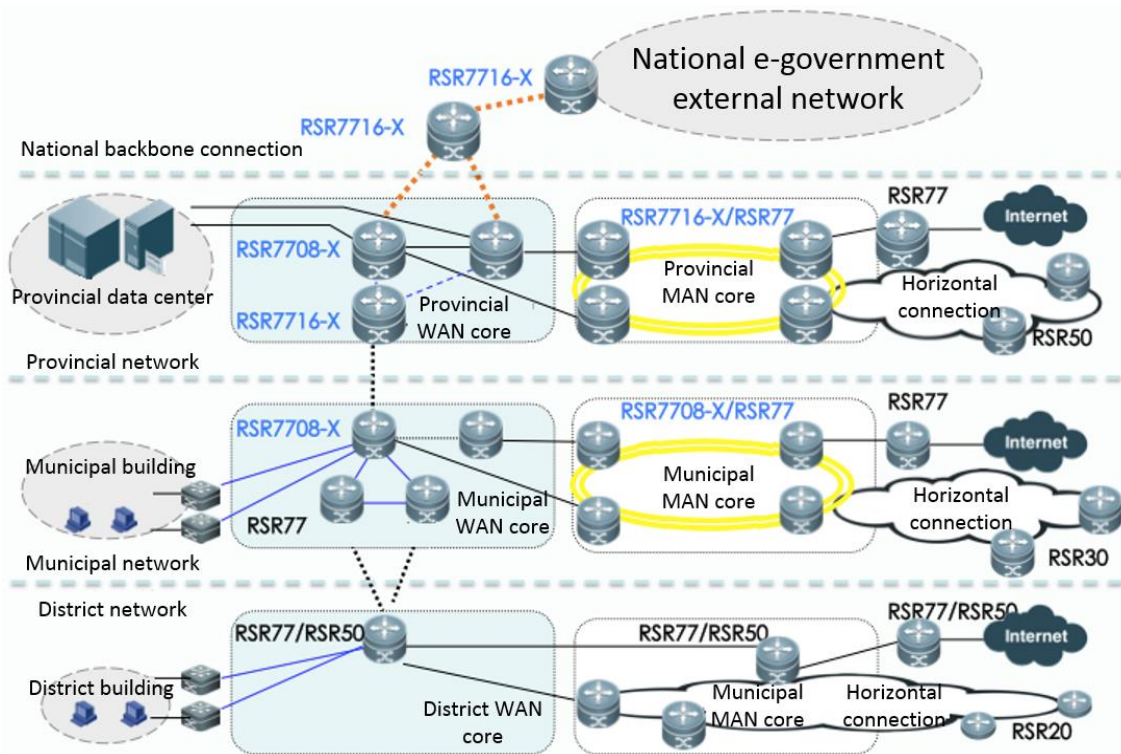 National e-government
external network
RSR7716-X
RSR7716-X
National backbone connection
RSR77
RSR7716-X/RSR77
Internet
RSR7708-X
Provincial
MAN core
Horizontal
connection
Provincial data center
Provincial
WAN core
RSR7716-X
RSR50
Provincial network
RSR77
RSR7708-X/RSR77
RSR7708-X
Internet
Municipal building
Municipal
MAN core
Horizontal
connection
Municipal
WAN core
RSR77
RSR30
Municipal network
District network
RSR77/RSR50
RSR77/RSR50
RSR77/RSR50
Internet
District building
Municipal
MAN core
Horizontal
connection
District WAN
core
RSR20